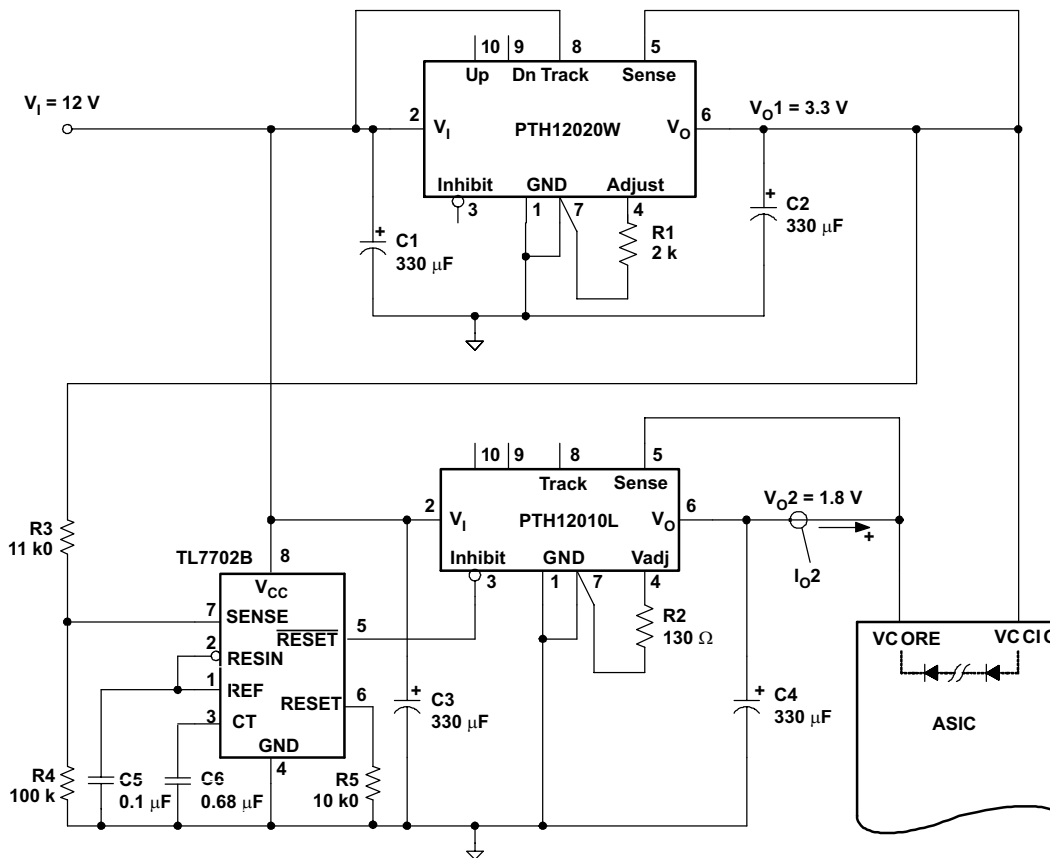 10 9 8 5
Up Dn Track Sense
V_I = 12 V
2 V_I PTH12020W V_O 6
V_O1 = 3.3 V
Inhibit GND Adjust
3 1 7 4
+ C1
330 μF
R1
2 k
+ C2
330 μF
10 9 8 5
Track Sense
2 V_I PTH12010L V_O 6
V_O2 = 1.8 V
+
I_O2
Inhibit GND Vadj
3 1 7 4
R2
130 Ω
R3
11 k0
TL7702B 8
V_CC
7 SENSE
RESET 5
2 RESIN
1 REF
RESET 6
3 CT
GND
4
+ C3
330 μF
+ C4
330 μF
R4
100 k
C5
0.1 μF
C6
0.68 μF
R5
10 k0
VC ORE VC CI O
ASIC